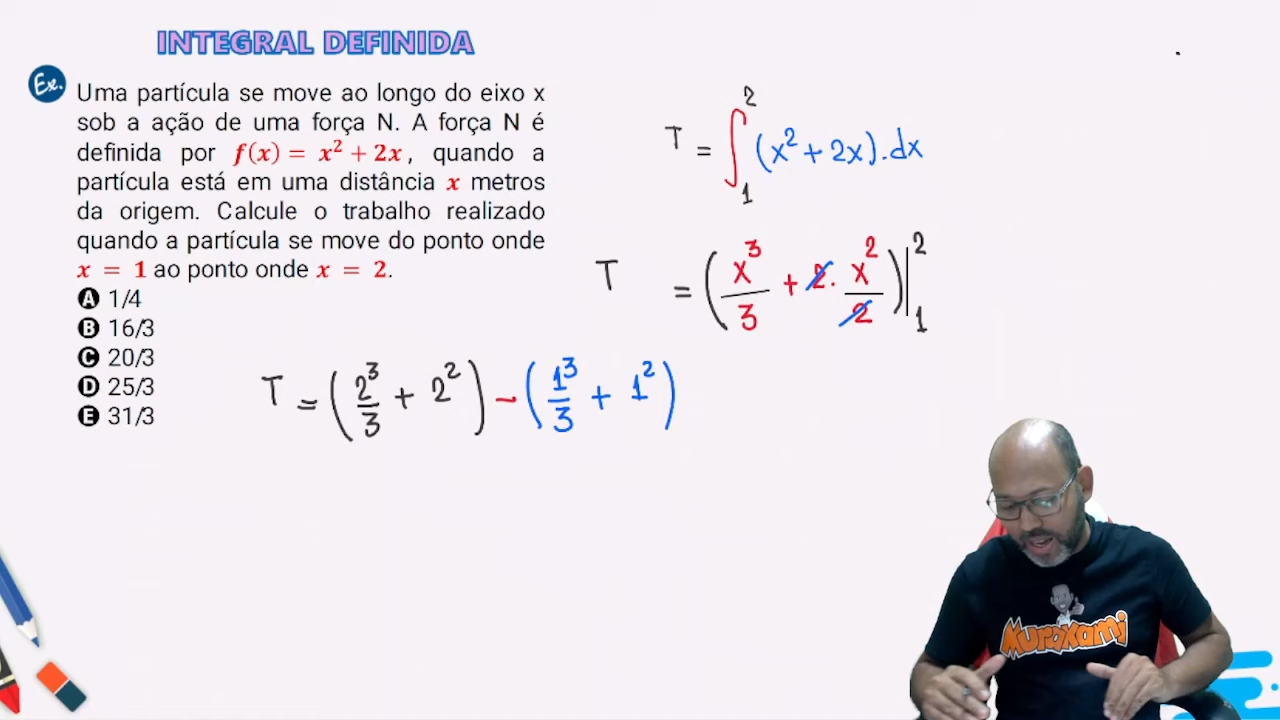 INTEGRAL DEFINIDA
Ex.
Uma partícula se move ao longo do eixo x
sob a ação de uma força N. A força N é
definida por f(x) = x² + 2x, quando a
partícula está em uma distância x metros
da origem. Calcule o trabalho realizado
quando a partícula se move do ponto onde
x = 1 ao ponto onde x = 2.
A 1/4
B 16/3
C 20/3
D 25/3
E 31/3
T = ∫₁² (x² + 2x).dx
T = (x³/3 + 2. x²/2)|₁²
T = (2³/3 + 2²) - (1³/3 + 1²)
Murakami